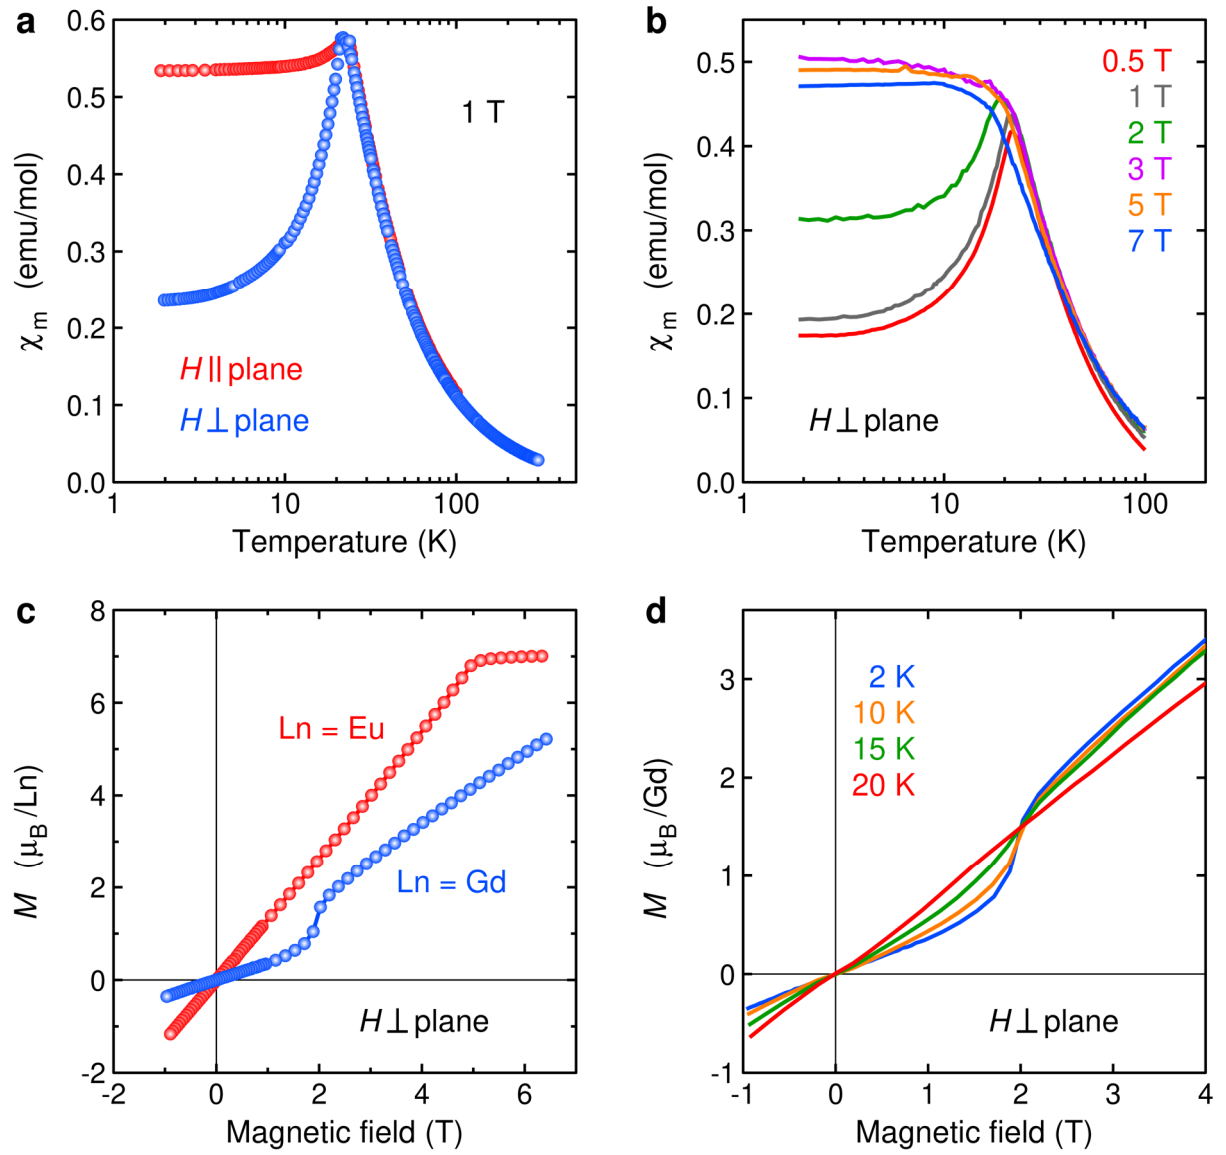 a
0.6
0.5
0.4
0.3
0.2
0.1
0.0
χm (emu/mol)
1 T
H || plane
H ⊥ plane
1 10 100
Temperature (K)
b
0.5
0.4
0.3
0.2
0.1
0.0
χm (emu/mol)
0.5 T
1 T
2 T
3 T
5 T
7 T
H ⊥ plane
1 10 100
Temperature (K)
c
8
6
4
2
0
-2
M (μB/Ln)
Ln = Eu
Ln = Gd
H ⊥ plane
-2 0 2 4 6
Magnetic field (T)
d
3
2
1
0
-1
M (μB/Gd)
2 K
10 K
15 K
20 K
H ⊥ plane
-1 0 1 2 3 4
Magnetic field (T)